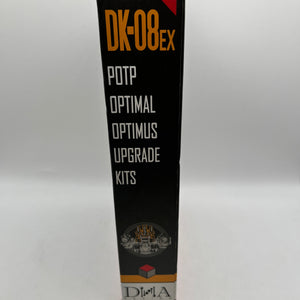 DK-08EX
POTP
OPTIMAL
OPTIMUS
UPGRADE
KITS
DNA